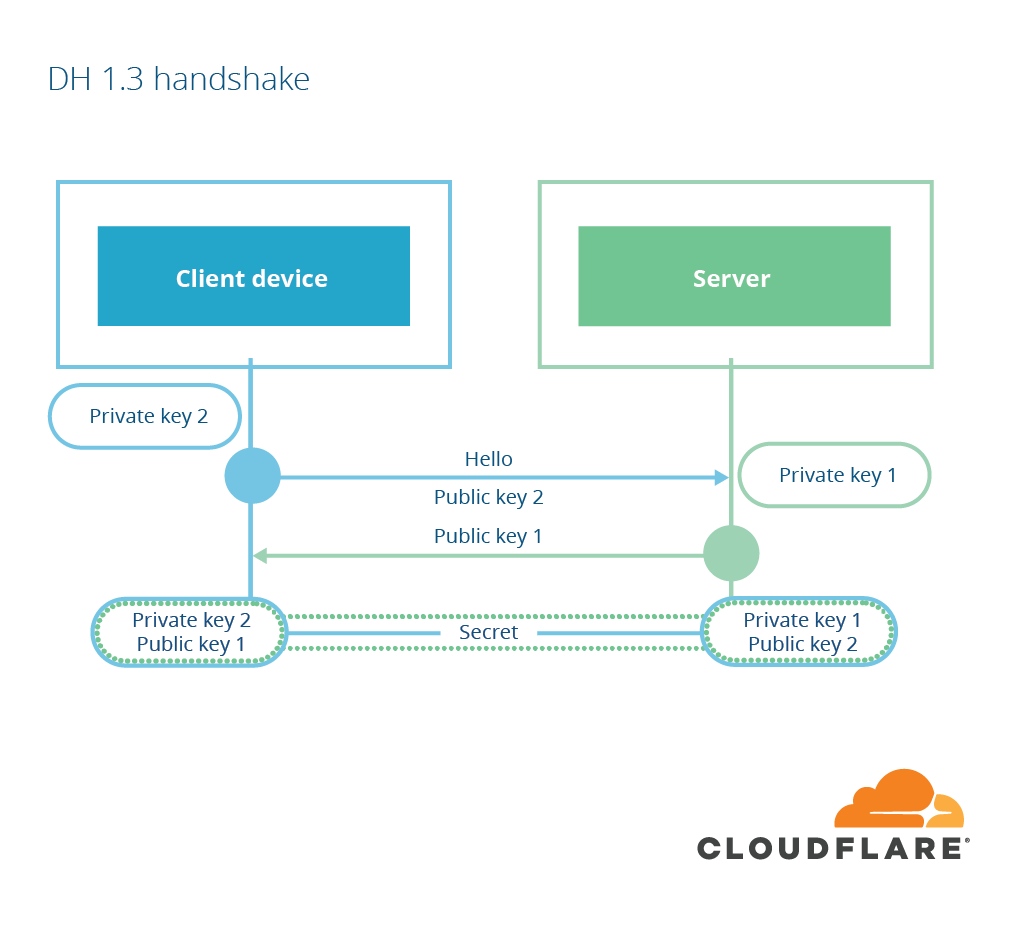 DH 1.3 handshake
Client device
Server
Private key 2
Hello
Private key 1
Public key 2
Public key 1
Private key 2
Public key 1
Secret
Private key 1
Public key 2
CLOUDFLARE®